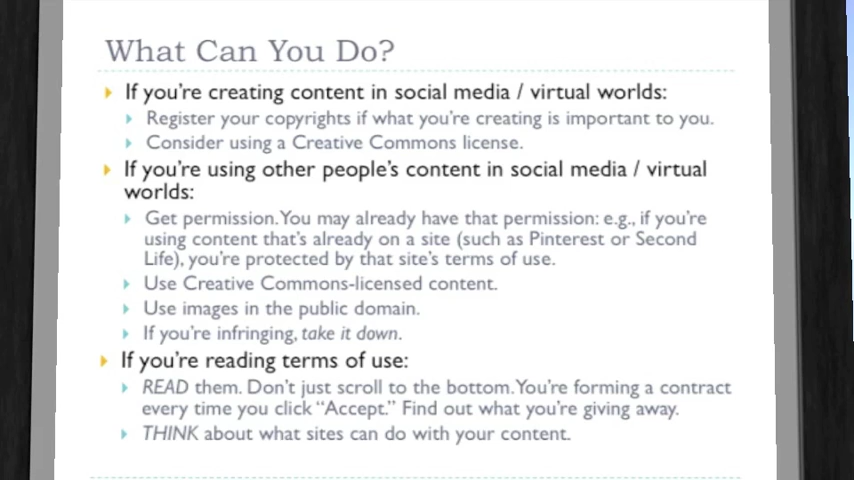 What Can You Do?
If you're creating content in social media / virtual worlds:
Register your copyrights if what you're creating is important to you.
Consider using a Creative Commons license.
If you're using other people's content in social media / virtual
worlds:
Get permission. You may already have that permission: e.g., if you're
using content that's already on a site (such as Pinterest or Second
Life), you're protected by that site's terms of use.
Use Creative Commons-licensed content.
Use images in the public domain.
If you're infringing, take it down.
If you're reading terms of use:
READ them. Don't just scroll to the bottom. You're forming a contract
every time you click "Accept." Find out what you're giving away.
THINK about what sites can do with your content.